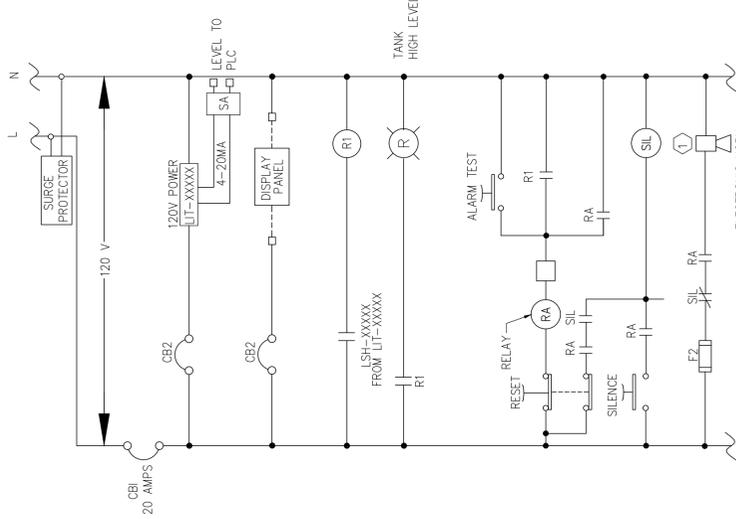 N
L
SURGE
PROTECTOR
120 V
CB1
20 AMPS
120V POWER
LIT-XXXXX
SA
LEVEL TO
PLC
4-20MA
CB2
DISPLAY
PANEL
CB2
R1
LSH-XXXXX
FROM LIT-XXXXX
R
TANK
HIGH LEVEL
R1
ALARM TEST
R1
RA
RELAY
RA
RESET
RA
SIL
SILENCE
RA
SIL
1
F2
SIL
RA